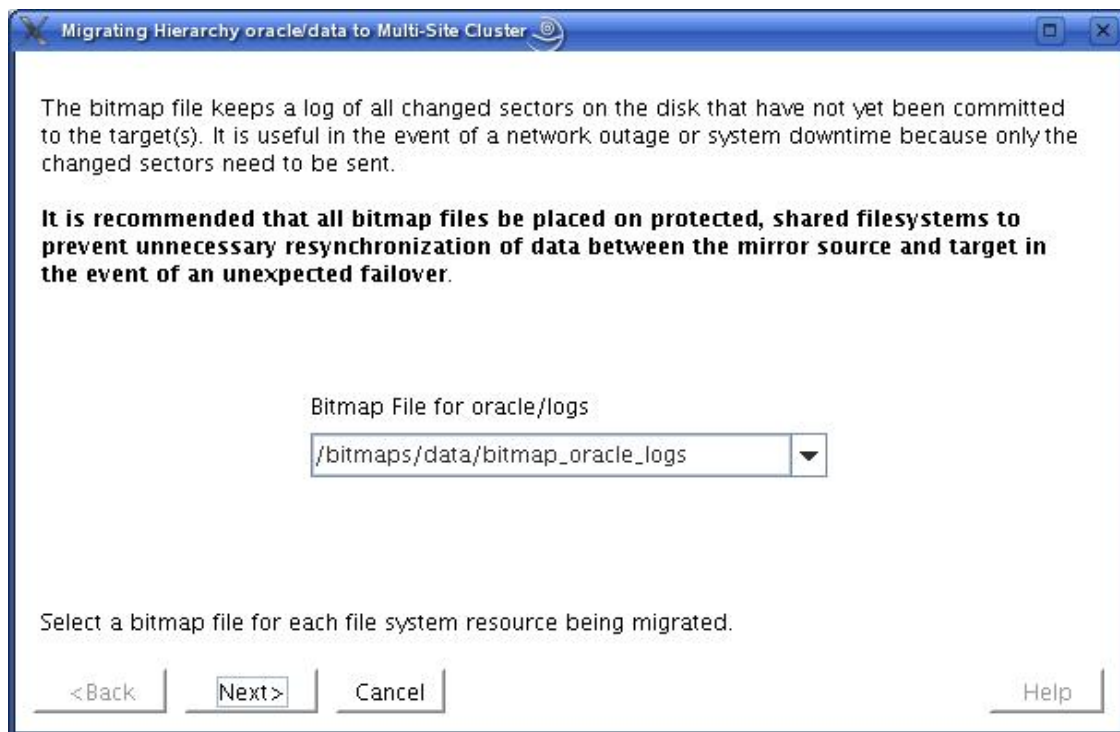 Migrating Hierarchy oracle/data to Multi-Site Cluster
The bitmap file keeps a log of all changed sectors on the disk that have not yet been committed
to the target(s). It is useful in the event of a network outage or system downtime because only the
changed sectors need to be sent.
It is recommended that all bitmap files be placed on protected, shared filesystems to
prevent unnecessary resynchronization of data between the mirror source and target in
the event of an unexpected failover.
Bitmap File for oracle/logs
/bitmaps/data/bitmap_oracle_logs
Select a bitmap file for each file system resource being migrated.
<Back Next> Cancel Help